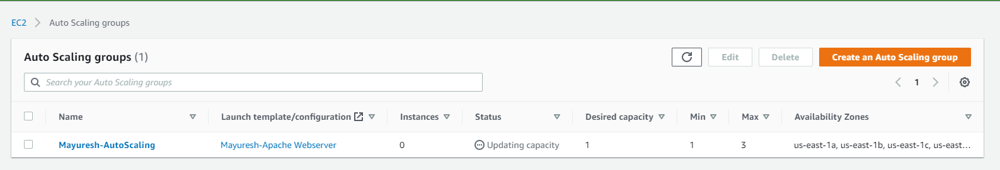 EC2 > Auto Scaling groups
Auto Scaling groups (1)
Edit
Delete
Create an Auto Scaling group
Search your Auto Scaling groups
1
Name Launch template/configuration Instances Status Desired capacity Min Max Availability Zones
Mayuresh-AutoScaling Mayuresh-Apache Webserver 0 Updating capacity 1 1 3 us-east-1a, us-east-1b, us-east-1c, us-east...